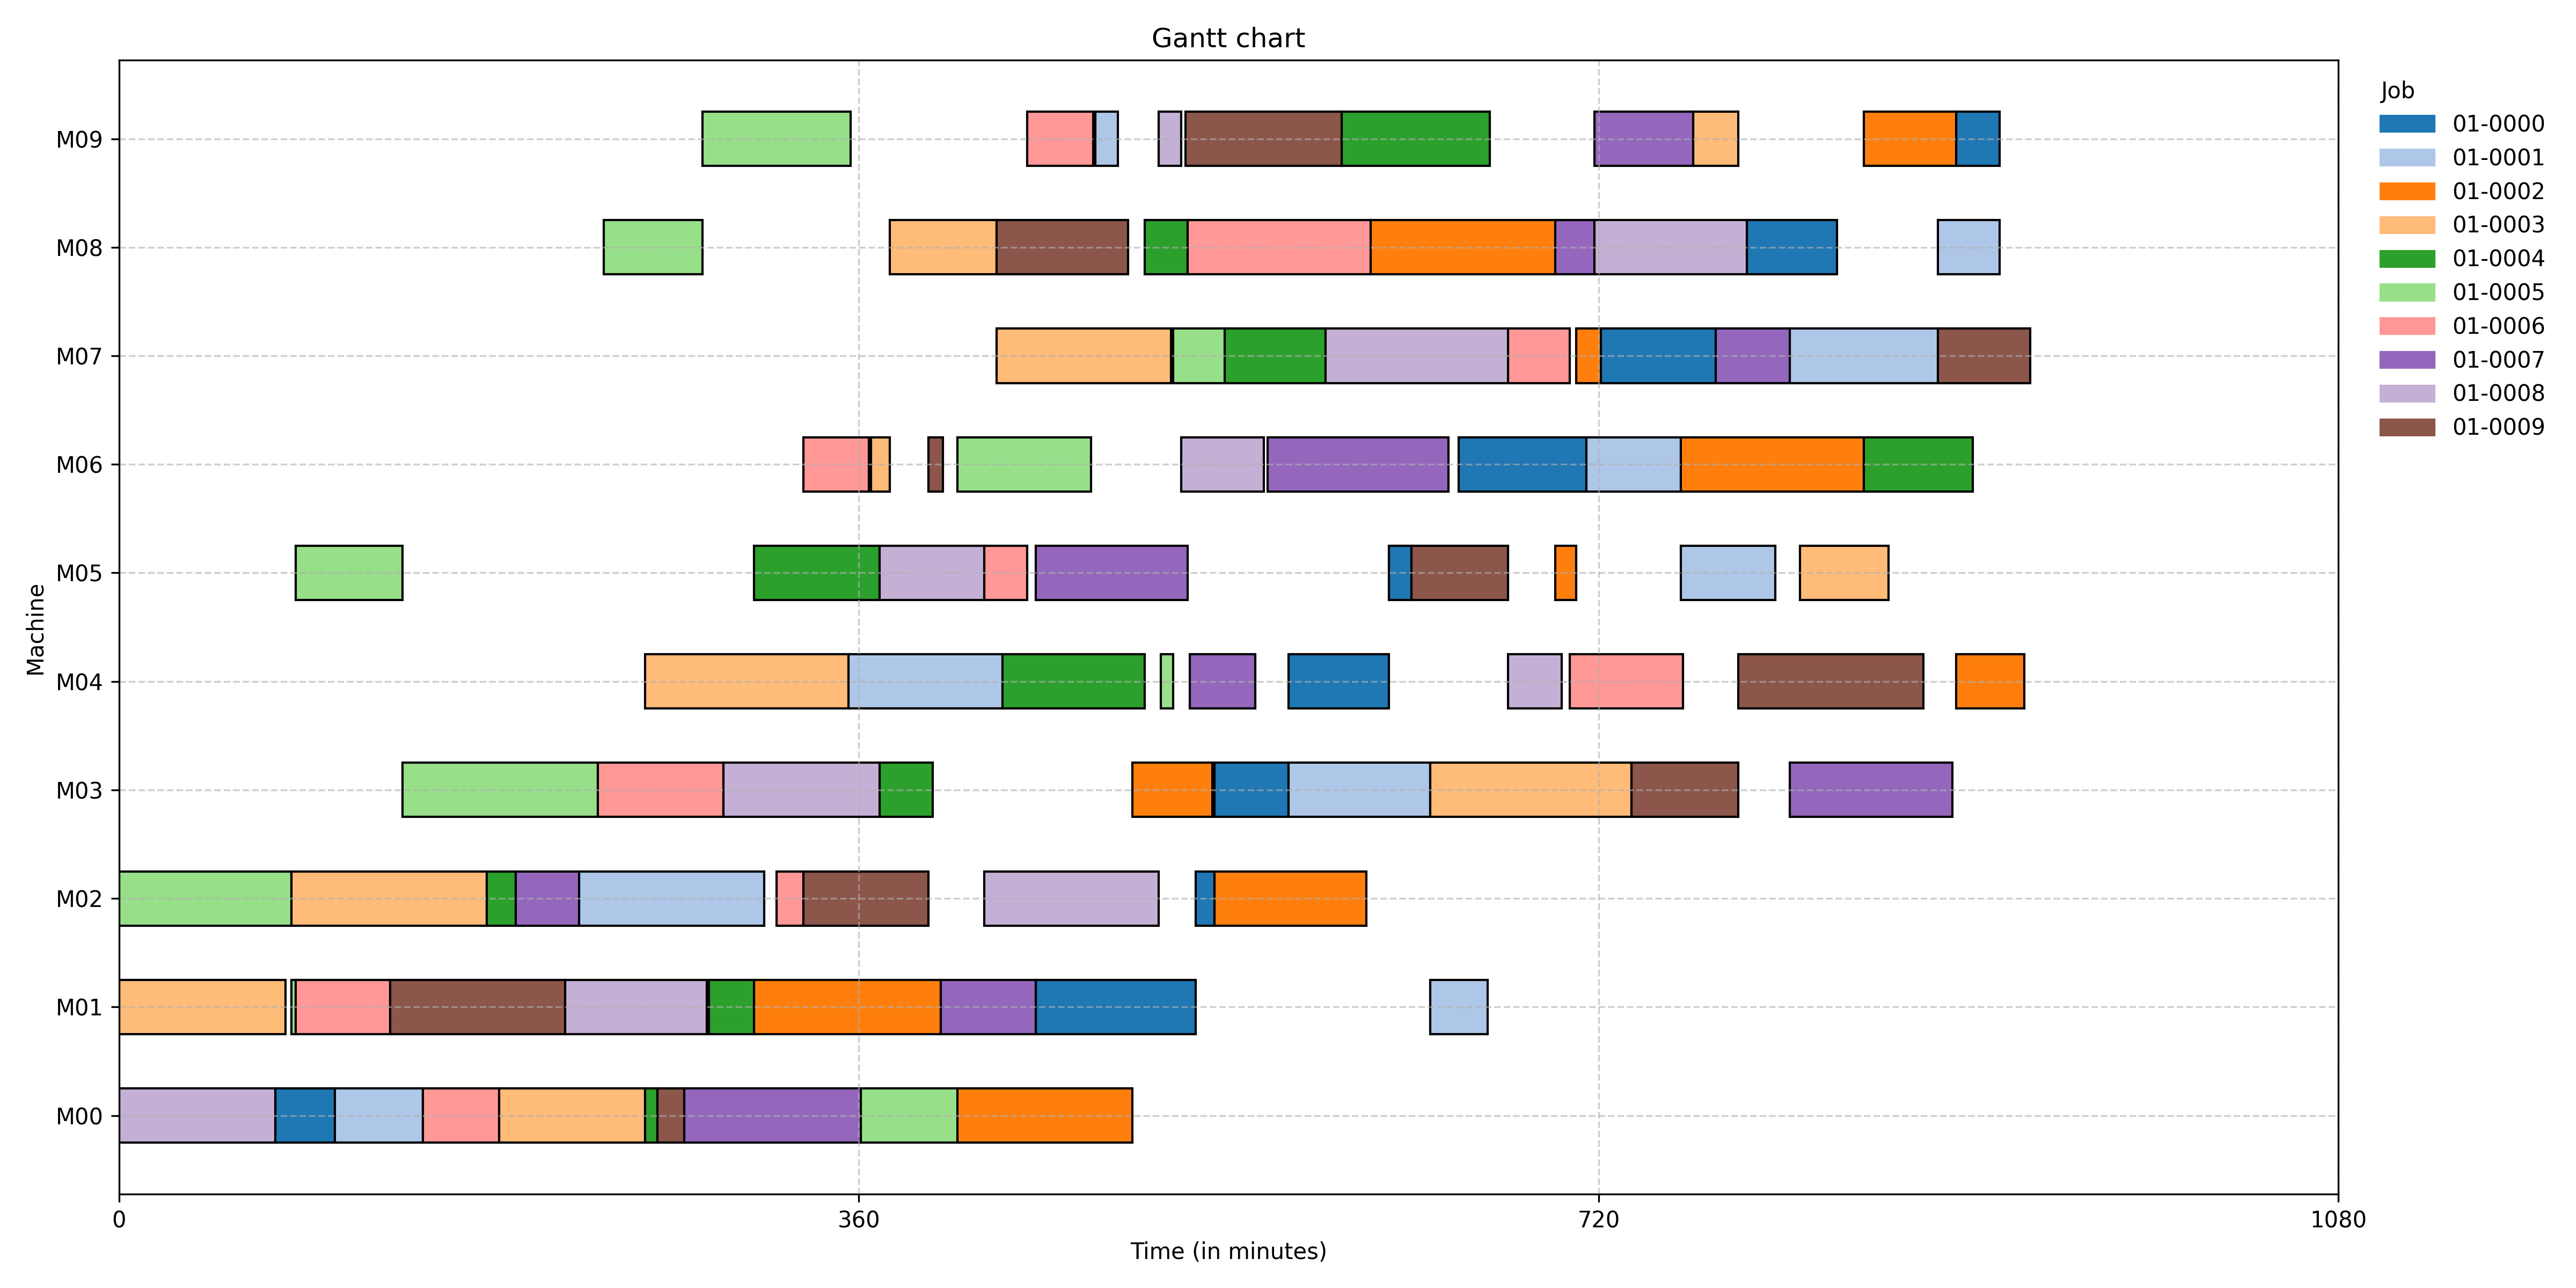 Gantt chart
Machine
M09
M08
M07
M06
M05
M04
M03
M02
M01
M00
0 360 720 1080
Time (in minutes)
Job
01-0000
01-0001
01-0002
01-0003
01-0004
01-0005
01-0006
01-0007
01-0008
01-0009